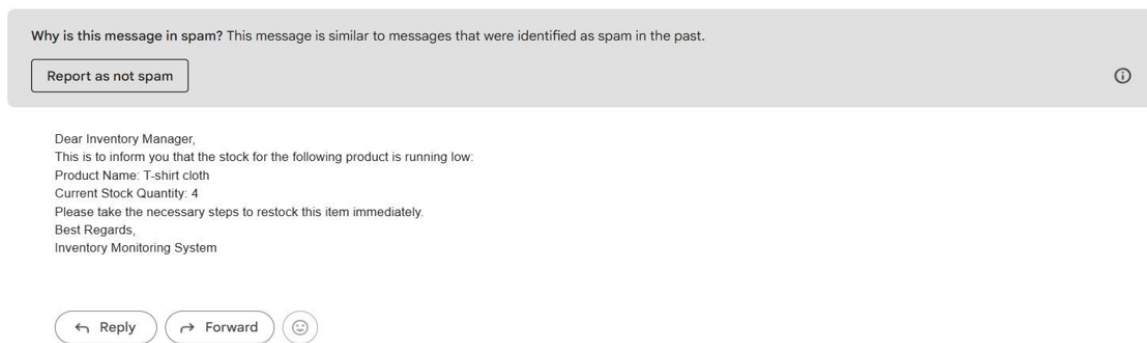 Why is this message in spam? This message is similar to messages that were identified as spam in the past.
Report as not spam
Dear Inventory Manager,
This is to inform you that the stock for the following product is running low:
Product Name: T-shirt cloth
Current Stock Quantity: 4
Please take the necessary steps to restock this item immediately.
Best Regards,
Inventory Monitoring System
Reply
Forward